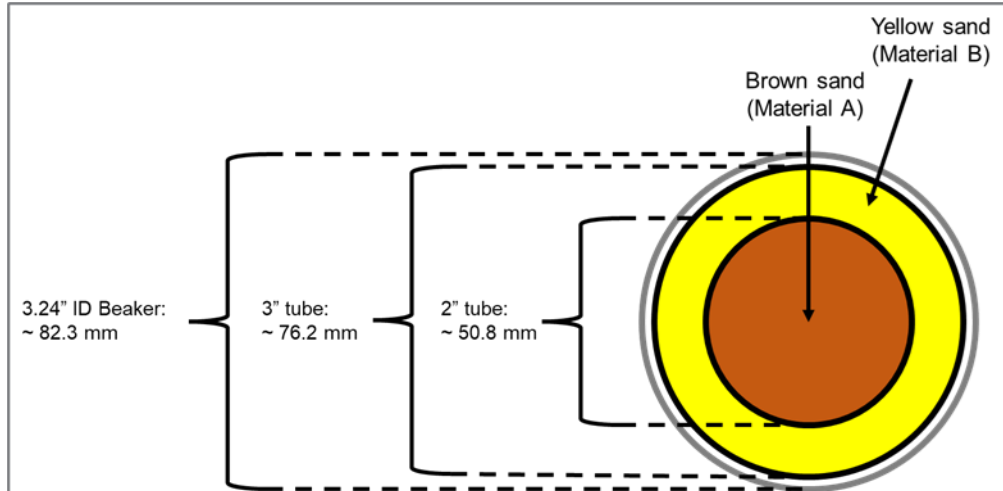 Yellow sand
(Material B)
Brown sand
(Material A)
3.24” ID Beaker:
~ 82.3 mm
3” tube:
~ 76.2 mm
2” tube:
~ 50.8 mm